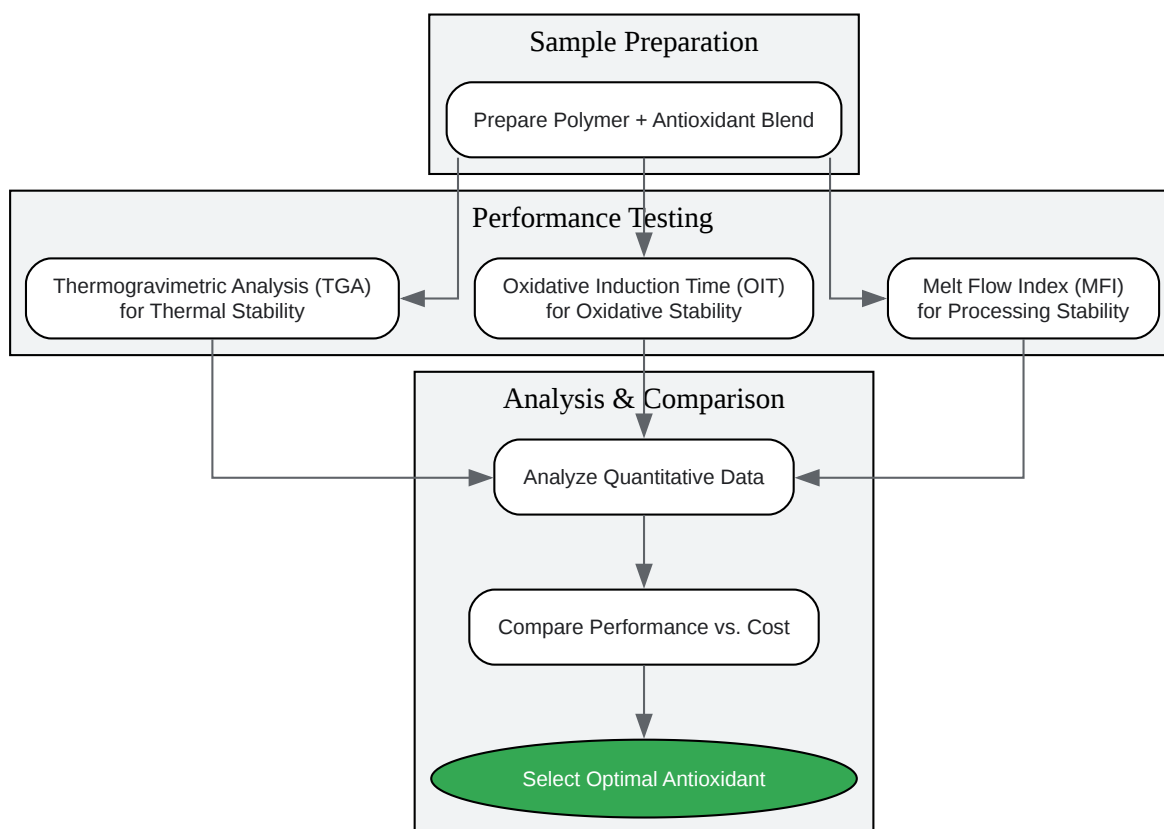 Sample Preparation
Prepare Polymer + Antioxidant Blend
Performance Testing
Thermogravimetric Analysis (TGA)
for Thermal Stability
Oxidative Induction Time (OIT)
for Oxidative Stability
Melt Flow Index (MFI)
for Processing Stability
Analysis & Comparison
Analyze Quantitative Data
Compare Performance vs. Cost
Select Optimal Antioxidant